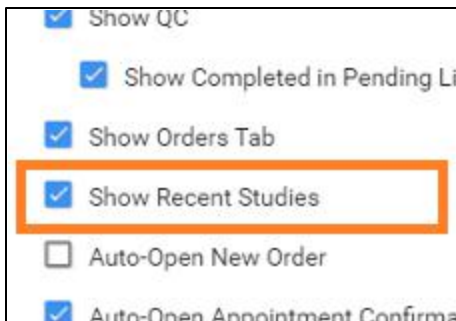 Show QC
Show Completed in Pending Li
Show Orders Tab
Show Recent Studies
Auto-Open New Order
Auto-Open Appointment Confirma